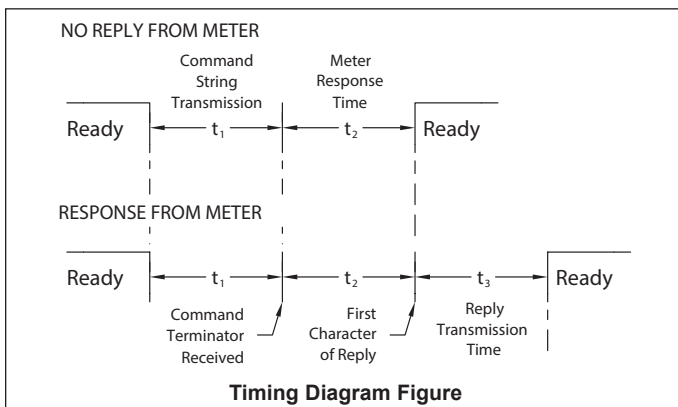 NO REPLY FROM METER
Command
String
Transmission
Meter
Response
Time
Ready
t₁
t₂
Ready
RESPONSE FROM METER
Ready
t₁
t₂
t₃
Ready
Command
Terminator
Received
First
Character
of Reply
Reply
Transmission
Time
Timing Diagram Figure